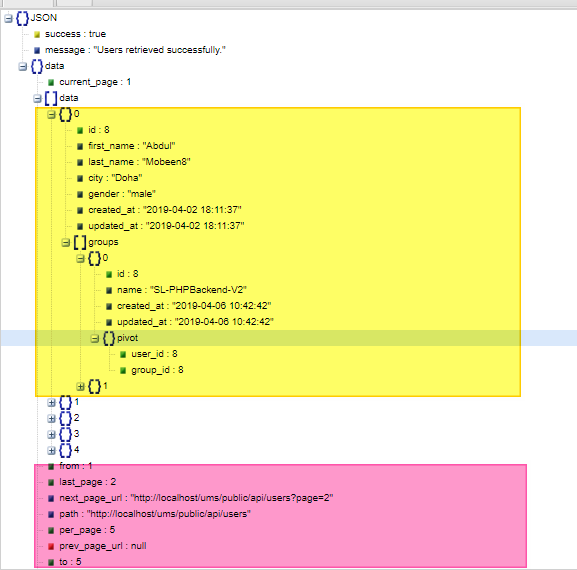 {}JSON
success : true
message : "Users retrieved successfully."
{}data
current_page : 1
[]data
{}0
id : 8
first_name : "Abdul"
last_name : "Mobeen8"
city : "Doha"
gender : "male"
created_at : "2019-04-02 18:11:37"
updated_at : "2019-04-02 18:11:37"
[]groups
{}0
id : 8
name : "SL-PHPBackend-V2"
created_at : "2019-04-06 10:42:42"
updated_at : "2019-04-06 10:42:42"
{}pivot
user_id : 8
group_id : 8
{}1
{}1
{}2
{}3
{}4
from : 1
last_page : 2
next_page_url : "http://localhost/ums/public/api/users?page=2"
path : "http://localhost/ums/public/api/users"
per_page : 5
prev_page_url : null
to : 5